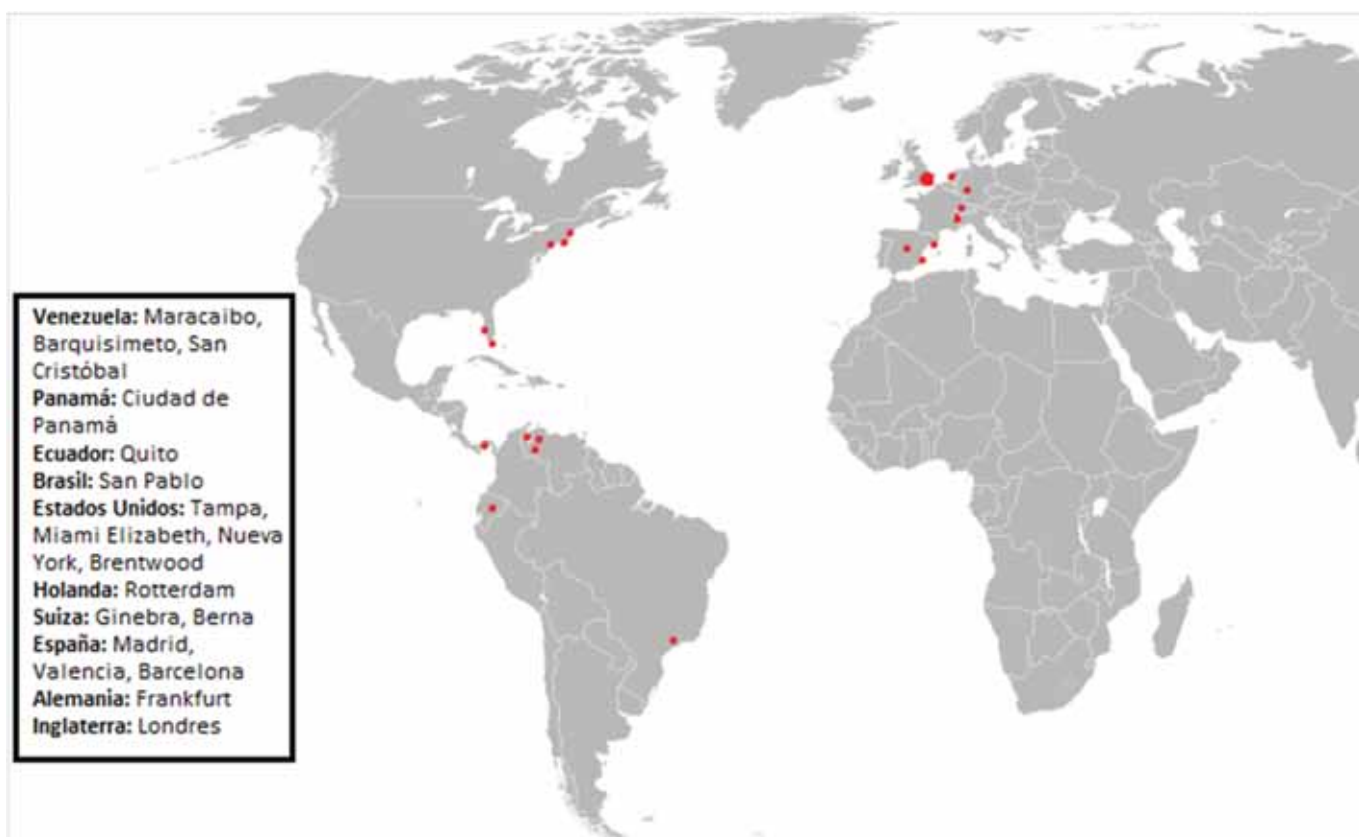 Venezuela: Maracaibo,
Barquisimeto, San
Cristóbal
Panamá: Ciudad de
Panamá
Ecuador: Quito
Brasil: San Pablo
Estados Unidos: Tampa,
Miami Elizabeth, Nueva
York, Brentwood
Holanda: Rotterdam
Suiza: Ginebra, Berna
España: Madrid,
Valencia, Barcelona
Alemania: Frankfurt
Inglaterra: Londres